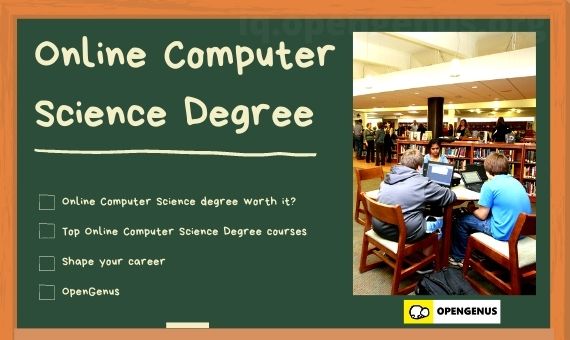 iq.opengenus.org
Online Computer
Science Degree
Online Computer Science degree worth it?
Top Online Computer Science Degree courses
Shape your career
OpenGenus
OPENGENUS